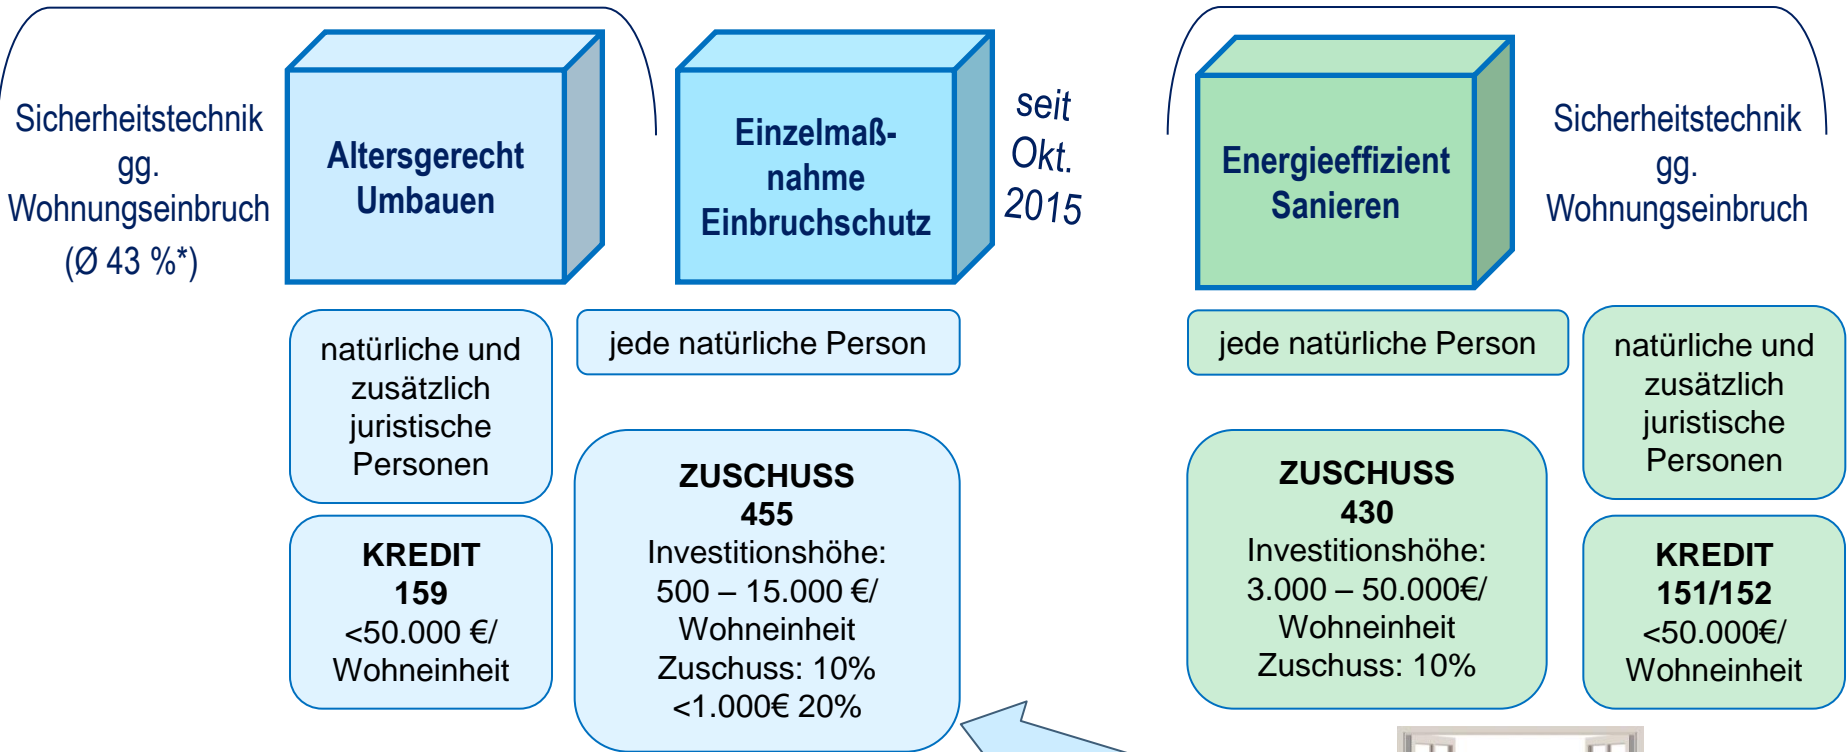 Sicherheitstechnik
gg.
Wohnungseinbruch
(Ø 43 %*)
Altersgerecht
Umbauen
Einzelmaß-
nahme
Einbruchschutz
seit
Okt.
2015
Energieeffizient
Sanieren
Sicherheitstechnik
gg.
Wohnungseinbruch
natürliche und
zusätzlich
juristische
Personen
jede natürliche Person
jede natürliche Person
natürliche und
zusätzlich
juristische
Personen
KREDIT
159
<50.000 €/
Wohneinheit
ZUSCHUSS
455
Investitionshöhe:
500 – 15.000 €/
Wohneinheit
Zuschuss: 10%
<1.000€ 20%
ZUSCHUSS
430
Investitionshöhe:
3.000 – 50.000€/
Wohneinheit
Zuschuss: 10%
KREDIT
151/152
<50.000€/
Wohneinheit